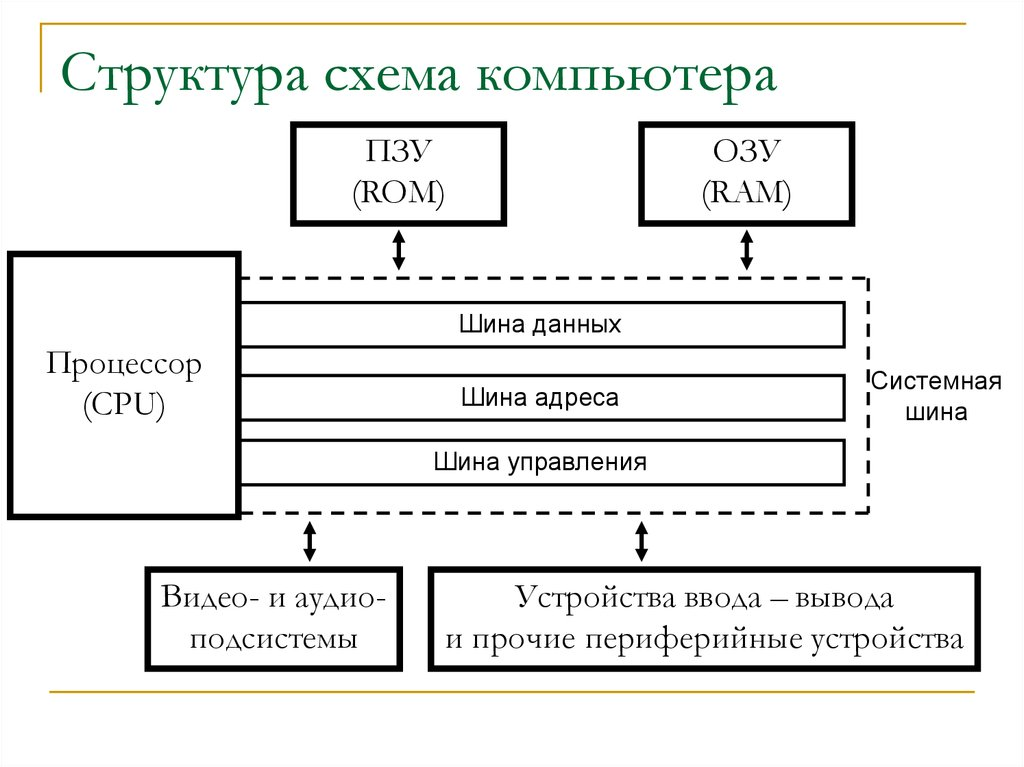 Структура схема компьютера
ПЗУ
(ROM)
ОЗУ
(RAM)
Процессор
(CPU)
Шина данных
Шина адреса
Шина управления
Системная
шина
Видео- и аудио-
подсистемы
Устройства ввода – вывода
и прочие периферийные устройства